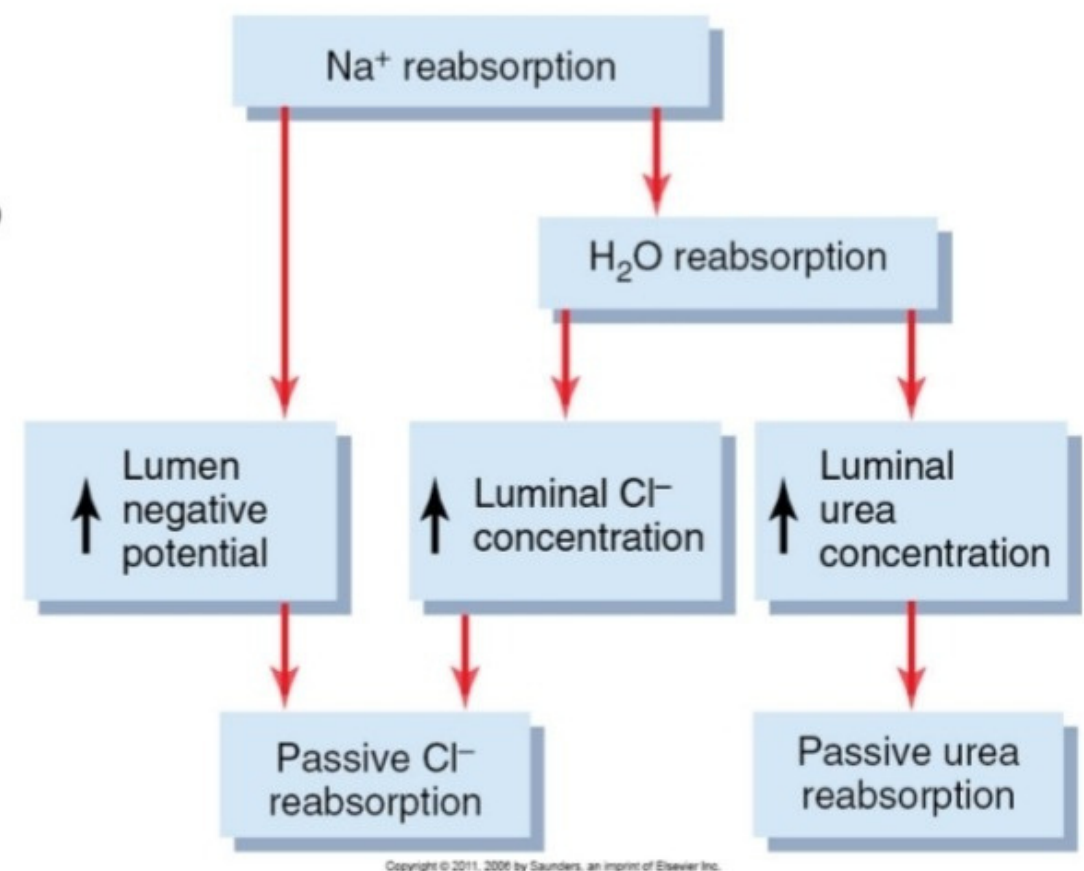 Na⁺ reabsorption
H₂O reabsorption
Lumen
negative
potential
Luminal Cl⁻
concentration
Luminal
urea
concentration
Passive Cl⁻
reabsorption
Passive urea
reabsorption
Copyright © 2011, 2006 by Saunders, an imprint of Elsevier Inc.